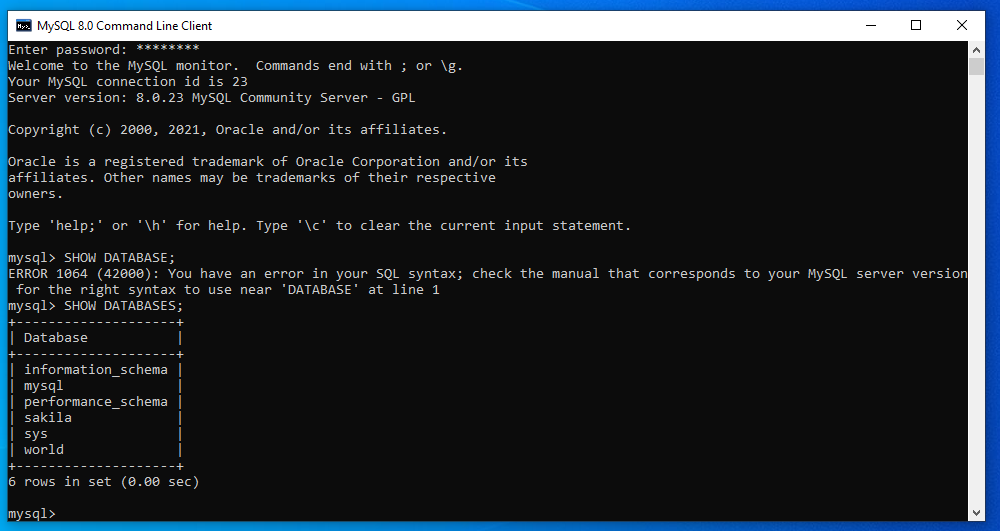 MySQL 8.0 Command Line Client
Enter password: ********
Welcome to the MySQL monitor.  Commands end with ; or \g.
Your MySQL connection id is 23
Server version: 8.0.23 MySQL Community Server - GPL
Copyright (c) 2000, 2021, Oracle and/or its affiliates.
Oracle is a registered trademark of Oracle Corporation and/or its
affiliates. Other names may be trademarks of their respective
owners.
Type 'help;' or '\h' for help. Type '\c' to clear the current input statement.
mysql> SHOW DATABASE;
ERROR 1064 (42000): You have an error in your SQL syntax; check the manual that corresponds to your MySQL server version
 for the right syntax to use near 'DATABASE' at line 1
mysql> SHOW DATABASES;
+--------------------+
| Database           |
+--------------------+
| information_schema |
| mysql              |
| performance_schema |
| sakila             |
| sys                |
| world              |
+--------------------+
6 rows in set (0.00 sec)
mysql>